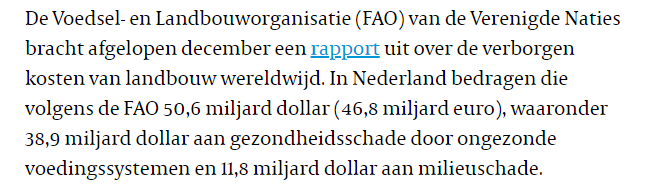 De Voedsel- en Landbouworganisatie (FAO) van de Verenigde Naties
bracht afgelopen december een rapport uit over de verborgen
kosten van landbouw wereldwijd. In Nederland bedragen die
volgens de FAO 50,6 miljard dollar (46,8 miljard euro), waaronder
38,9 miljard dollar aan gezondheidsschade door ongezonde
voedingssystemen en 11,8 miljard dollar aan milieuschade.